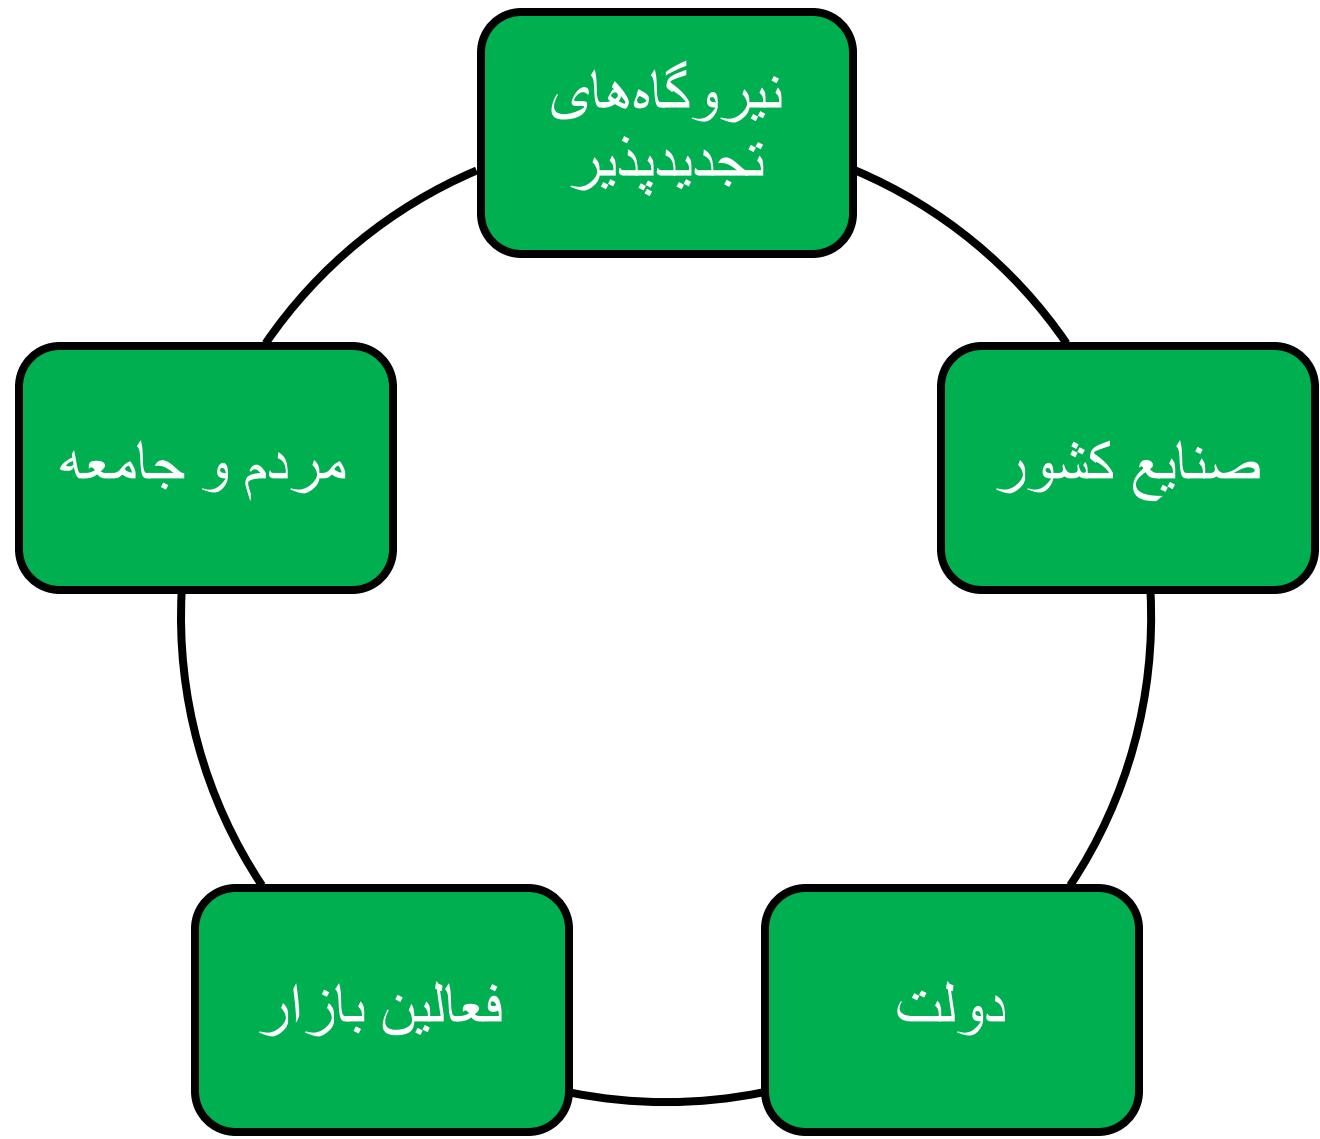 نیروگاه‌های
تجدیدپذیر
صنایع کشور
دولت
فعالین بازار
مردم و جامعه